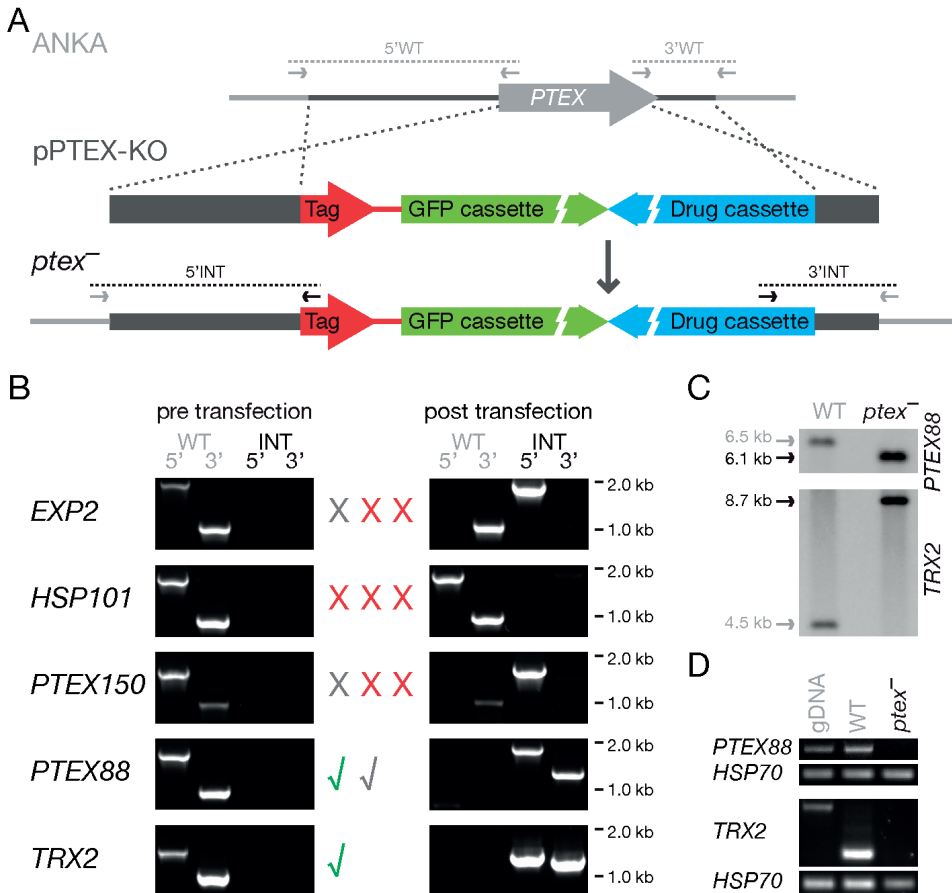 A
ANKA
5'WT
3'WT
PTEX
pPTEX-KO
Tag
GFP cassette
Drug cassette
ptex–
5'INT
3'INT
Tag
GFP cassette
Drug cassette
B
pre transfection
post transfection
WT
INT
WT
INT
5' 3' 5' 3'
5' 3' 5' 3'
EXP2
X X X
2.0 kb
1.0 kb
HSP101
X X X
2.0 kb
1.0 kb
PTEX150
X X X
2.0 kb
1.0 kb
PTEX88
√ √
2.0 kb
1.0 kb
TRX2
√
2.0 kb
1.0 kb
C
WT
ptex–
6.5 kb
6.1 kb
PTEX88
8.7 kb
4.5 kb
TRX2
D
gDNA
WT
ptex–
PTEX88
HSP70
TRX2
HSP70